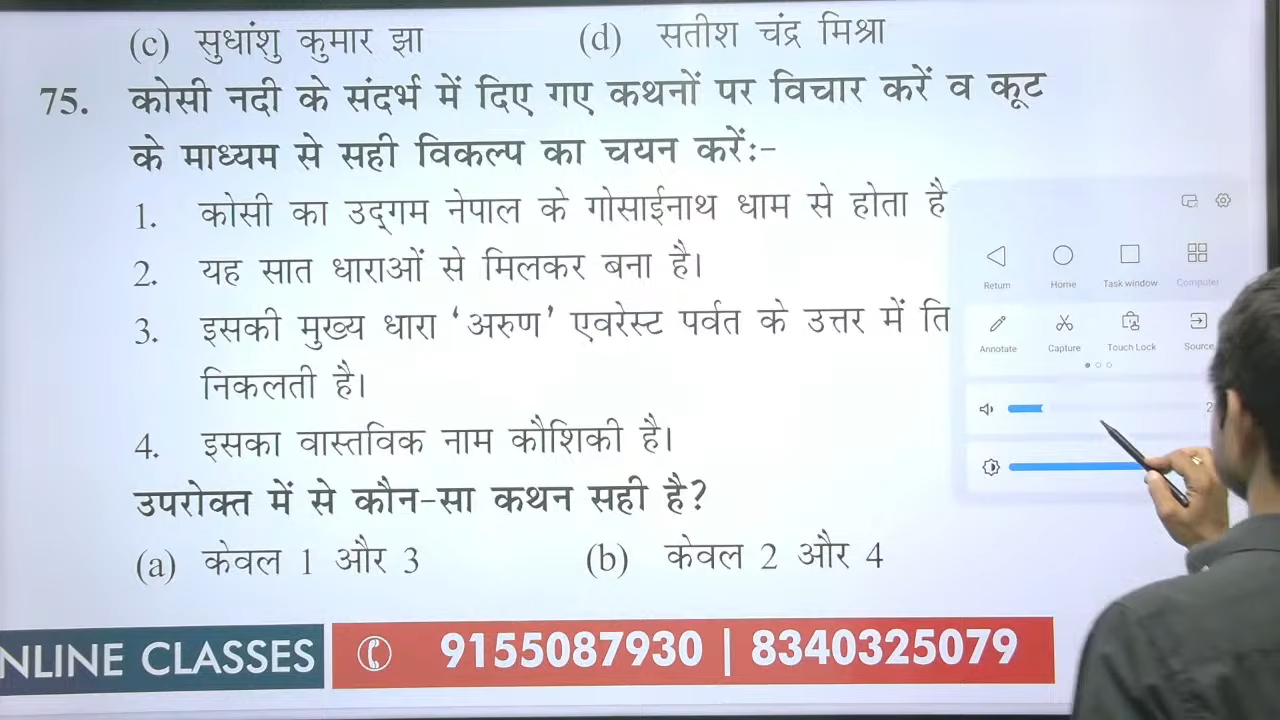 (c) सुधांशु कुमार झा (d) सतीश चंद्र मिश्रा
75. कोसी नदी के संदर्भ में दिए गए कथनों पर विचार करें व कूट
के माध्यम से सही विकल्प का चयन करें:-
1. कोसी का उद्गम नेपाल के गोसाईनाथ धाम से होता है
2. यह सात धाराओं से मिलकर बना है।
3. इसकी मुख्य धारा 'अरुण' एवरेस्ट पर्वत के उत्तर में ति
निकलती है।
4. इसका वास्तविक नाम कौशिकी है।
उपरोक्त में से कौन-सा कथन सही है?
(a) केवल 1 और 3 (b) केवल 2 और 4
Return Home Task window Computer
Annotate Capture Touch Lock Source
2
NLINE CLASSES 9155087930 | 8340325079